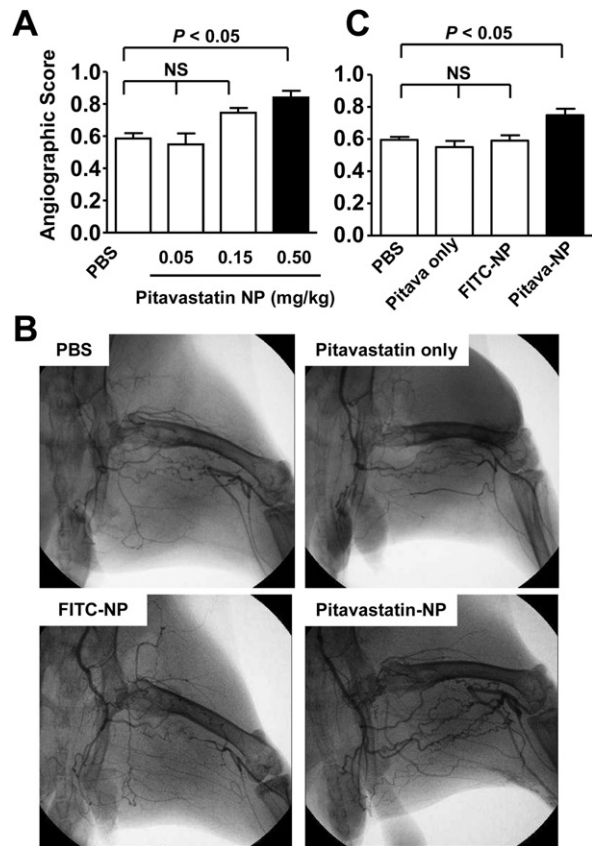 A
P < 0.05
NS
Angiographic Score
1.0
0.8
0.6
0.4
0.2
0.0
PBS
0.05 0.15 0.50
Pitavastatin NP (mg/kg)
C
P < 0.05
NS
1.0
0.8
0.6
0.4
0.2
0.0
PBS
Pitava only
FITC-NP
Pitava-NP
B
PBS
Pitavastatin only
FITC-NP
Pitavastatin-NP